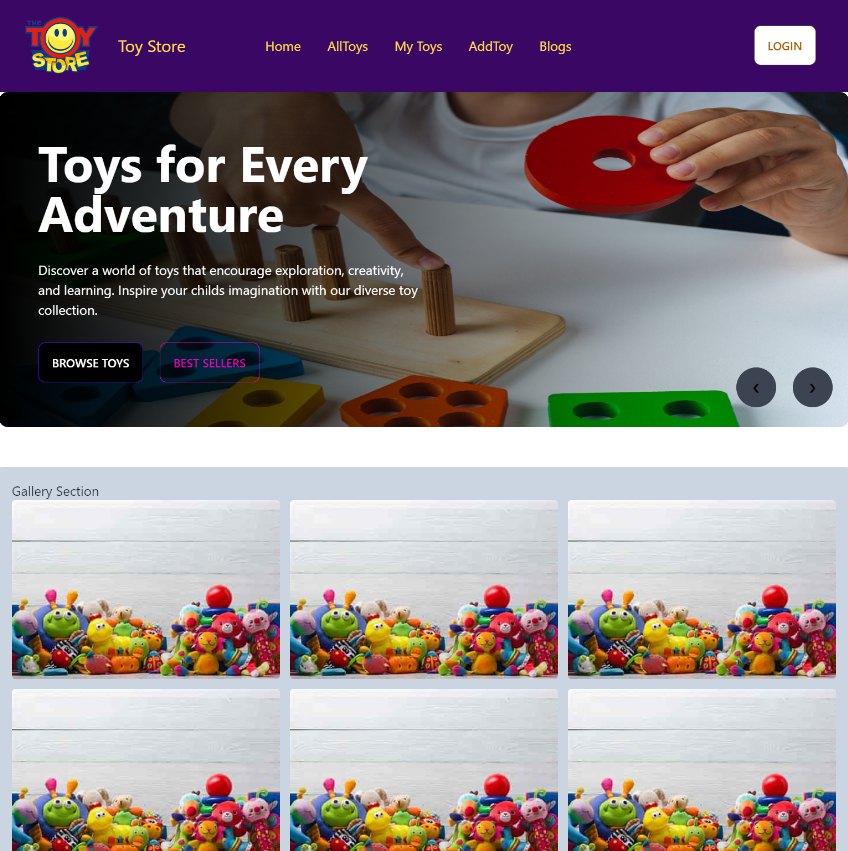 THE
TOY
STORE
Toy Store
Home
AllToys
My Toys
AddToy
Blogs
LOGIN
Toys for Every
Adventure
Discover a world of toys that encourage exploration, creativity,
and learning. Inspire your childs imagination with our diverse toy
collection.
BROWSE TOYS
BEST SELLERS
❮
❯
Gallery Section